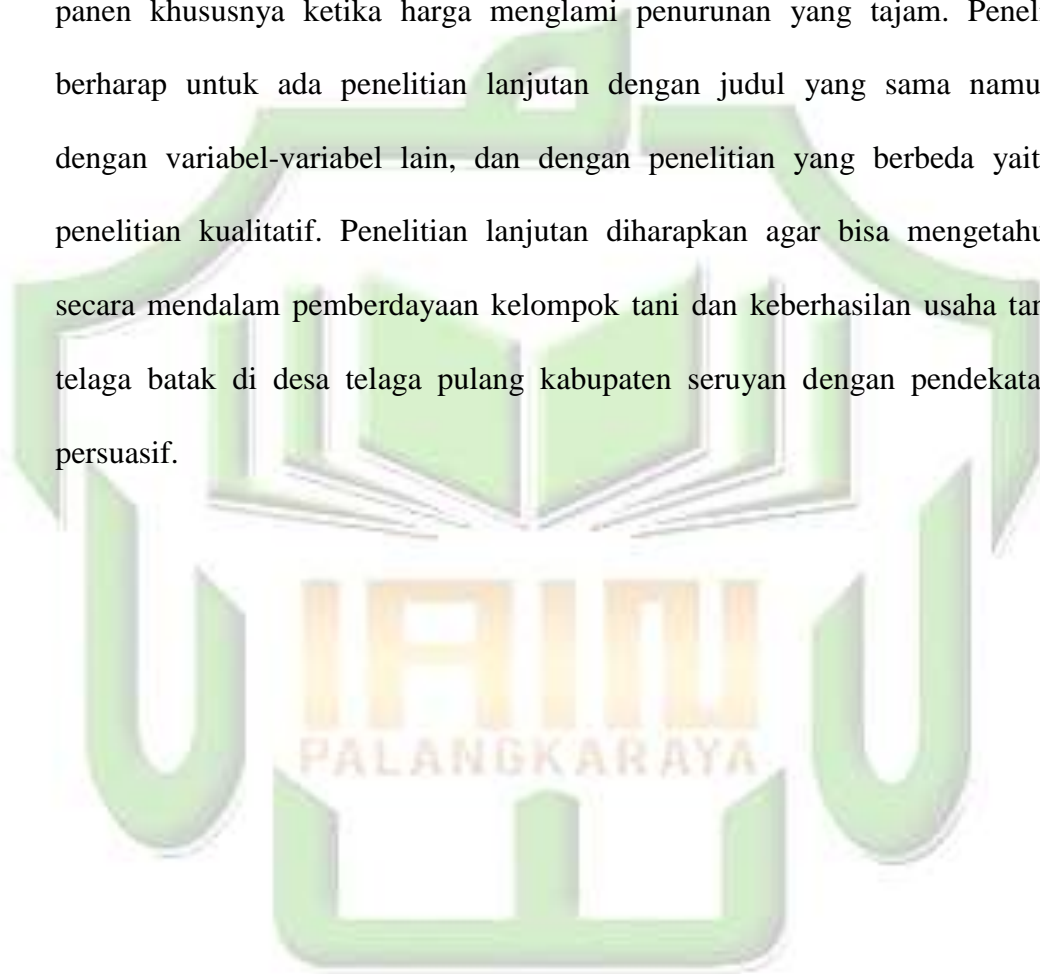 panen khususnya ketika harga menglami penurunan yang tajam. Penel
berharap untuk ada penelitian lanjutan dengan judul yang sama namu
dengan variabel-variabel lain, dan dengan penelitian yang berbeda yait
penelitian kualitatif. Penelitian lanjutan diharapkan agar bisa mengetahu
secara mendalam pemberdayaan kelompok tani dan keberhasilan usaha tan
telaga batak di desa telaga pulang kabupaten seruyan dengan pendekata
persuasif.
IAIN
PALANGKARAYA